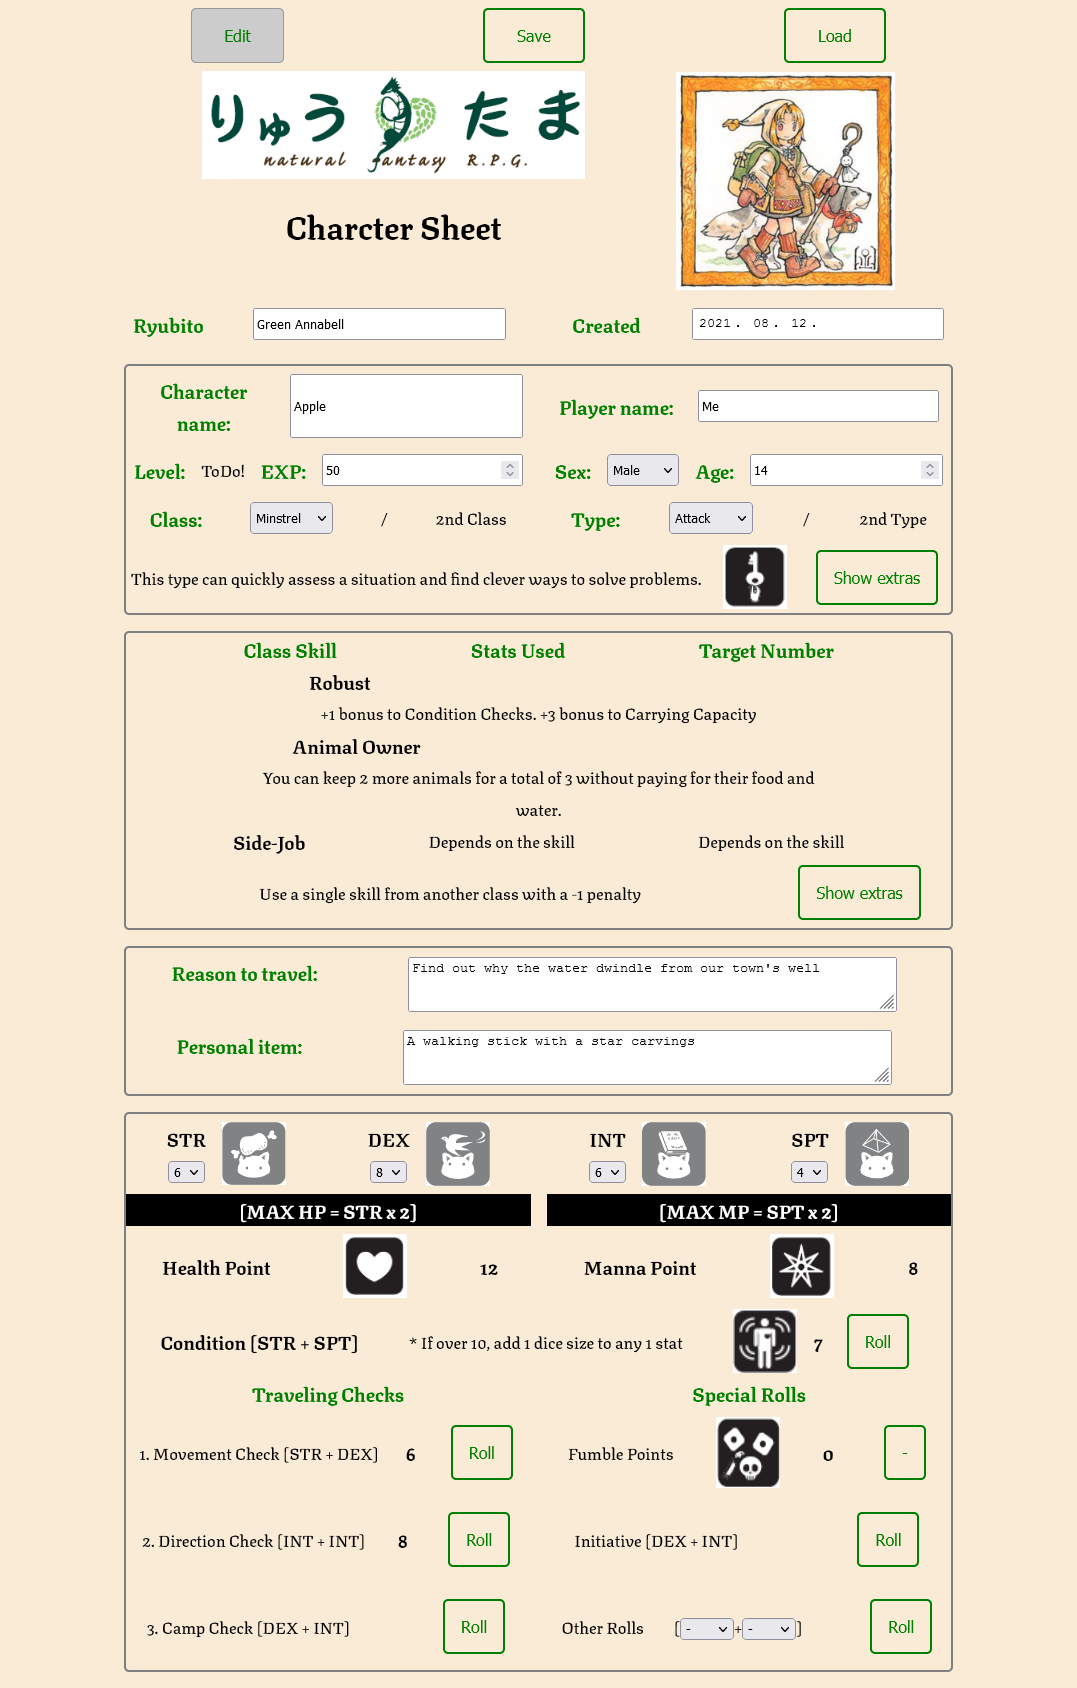 Edit Save Load
りゅう たま
natural fantasy R.P.G.
Charcter Sheet
Ryubito Green Annabell Created 2021. 08. 12.
Character name: Apple Player name: Me
Level: ToDo! EXP: 50 Sex: Male Age: 14
Class: Minstrel / 2nd Class Type: Attack / 2nd Type
This type can quickly assess a situation and find clever ways to solve problems. Show extras
Class Skill Stats Used Target Number
Robust
+1 bonus to Condition Checks. +3 bonus to Carrying Capacity
Animal Owner
You can keep 2 more animals for a total of 3 without paying for their food and
water.
Side-Job Depends on the skill Depends on the skill
Use a single skill from another class with a -1 penalty Show extras
Reason to travel: Find out why the water dwindle from our town's well
Personal item: A walking stick with a star carvings
STR DEX INT SPT
6 8 6 4
[MAX HP = STR x 2] [MAX MP = SPT x 2]
Health Point 12 Manna Point 8
Condition [STR + SPT] * If over 10, add 1 dice size to any 1 stat 7 Roll
Traveling Checks Special Rolls
1. Movement Check [STR + DEX] 6 Roll Fumble Points 0 -
2. Direction Check [INT + INT] 8 Roll Initiative [DEX + INT] Roll
3. Camp Check [DEX + INT] Roll Other Rolls [- + -] Roll